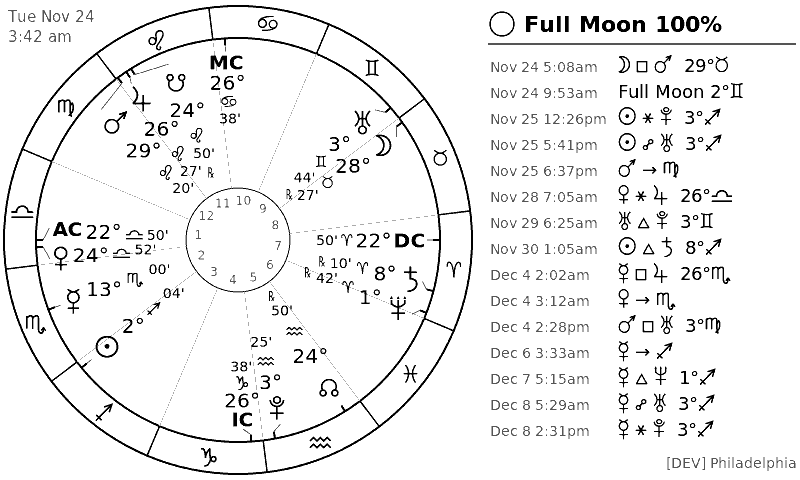 Tue Nov 24
3:42 am
MC
26°
♋
38'
☋
24°
♌
50'
♃
26°
♌
27' ℞
♂
29°
♌
20'
♅
3°
♊
44'
℞
☽
28°
♉
27'
AC 22° ♎ 50'
♀ 24° ♎ 52'
☿ 13° ♏ 00'
☉ 2° ♐ 04'
50' ♈ 22° DC
℞ 10' ♈ 8° ♄
℞ 42' ♈ 1° ♆
℞
50'
♒
24°
☊
25'
♒
3°
♇
38'
♑
26°
IC
1
2
3
4
5
6
7
8
9
10
11
12
♋
♊
♉
♈
♓
♒
♑
♐
♏
♎
♍
♌
Full Moon 100%
Nov 24 5:08am ☽ □ ♂ 29°♉
Nov 24 9:53am Full Moon 2°♊
Nov 25 12:26pm ☉ ⚹ ♇ 3°♐
Nov 25 5:41pm ☉ ☍ ♅ 3°♐
Nov 25 6:37pm ♂ → ♍
Nov 28 7:05am ♀ ⚹ ♃ 26°♎
Nov 29 6:25am ♅ △ ♇ 3°♊
Nov 30 1:05am ☉ △ ♄ 8°♐
Dec 4 2:02am ☿ □ ♃ 26°♏
Dec 4 3:12am ♀ → ♏
Dec 4 2:28pm ♂ □ ♅ 3°♍
Dec 6 3:33am ☿ → ♐
Dec 7 5:15am ☿ △ ♆ 1°♐
Dec 8 5:29am ☿ ☍ ♅ 3°♐
Dec 8 2:31pm ☿ ⚹ ♇ 3°♐
[DEV] Philadelphia